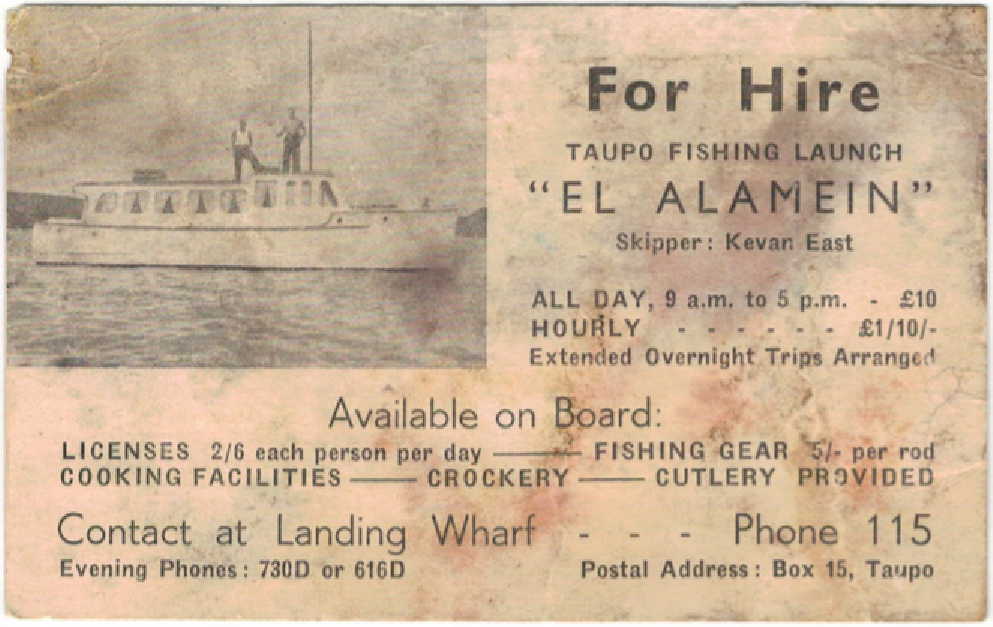 For Hire
TAUPO FISHING LAUNCH
"EL ALAMEIN"
Skipper: Kevan East
ALL DAY, 9 a.m. to 5 p.m. - £10
HOURLY - - - - - - £1/10/-
Extended Overnight Trips Arranged
Available on Board:
LICENSES 2/6 each person per day —— FISHING GEAR 5/- per rod
COOKING FACILITIES —— CROCKERY —— CUTLERY PROVIDED
Contact at Landing Wharf - - - Phone 115
Evening Phones: 730D or 616D Postal Address: Box 15, Taupo